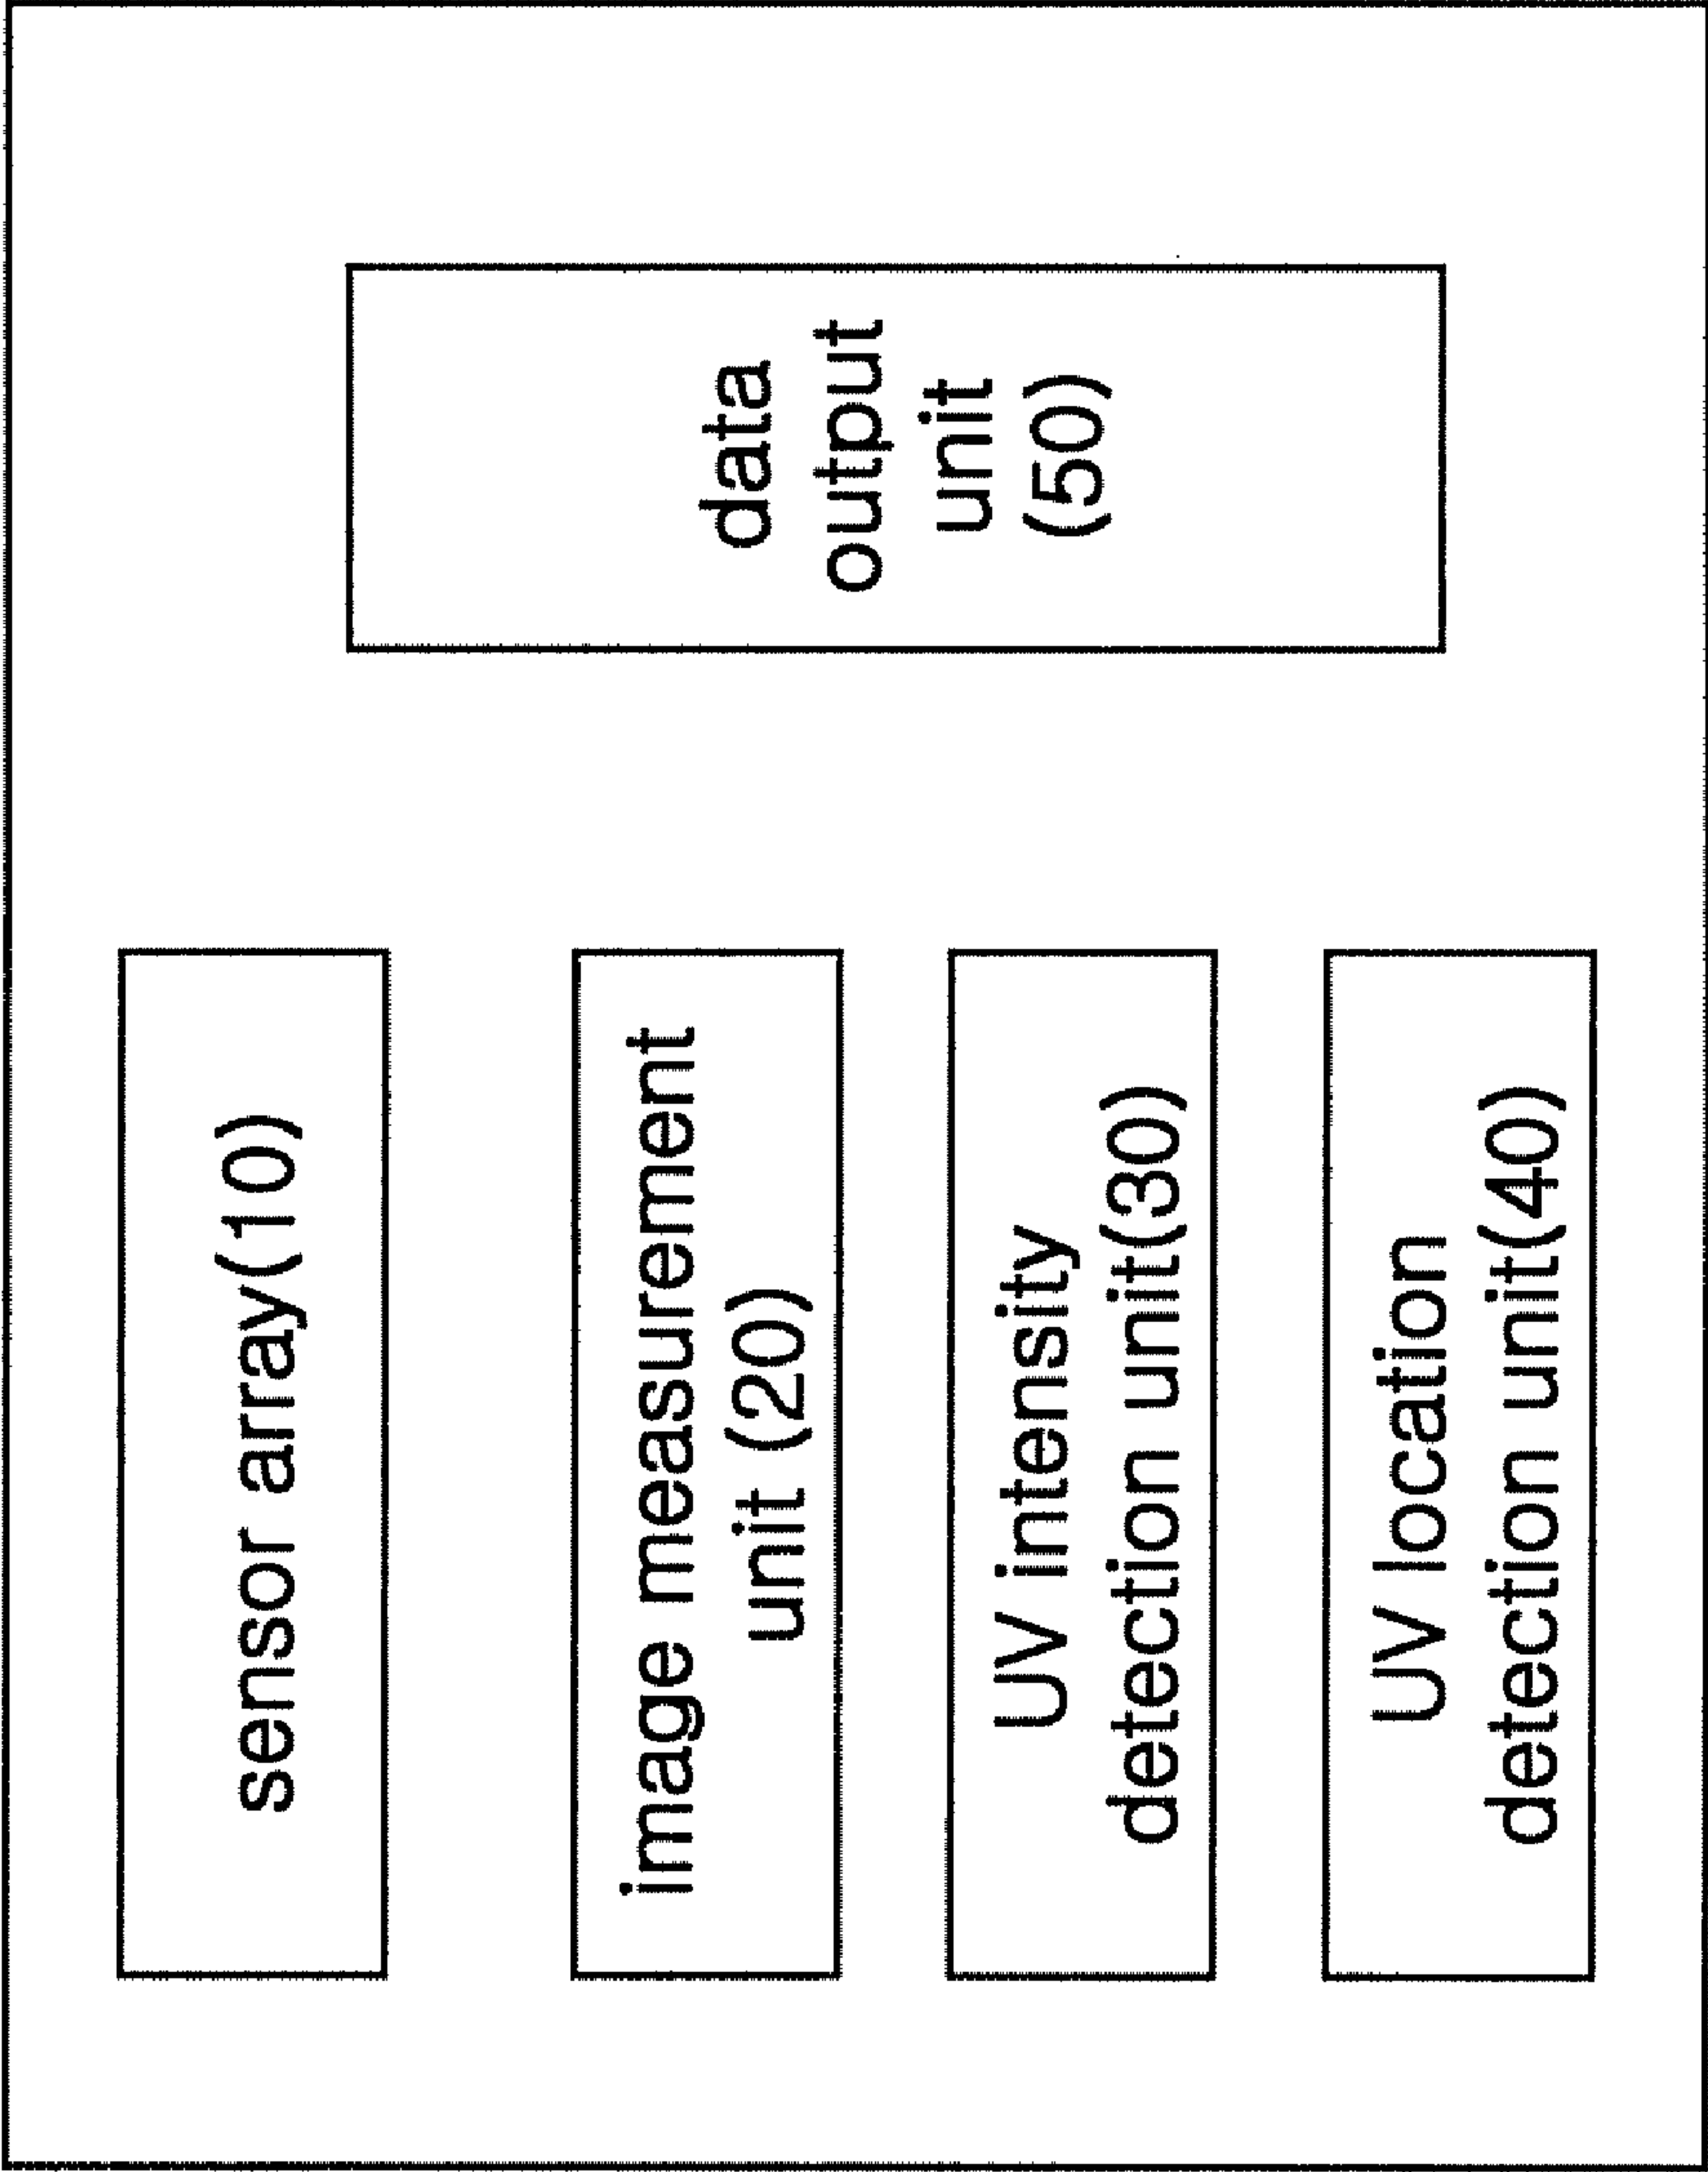 sensor array(10)
image measurement
unit (20)
UV intensity
detection unit(30)
UV location
detection unit(40)
data
output
unit
(50)